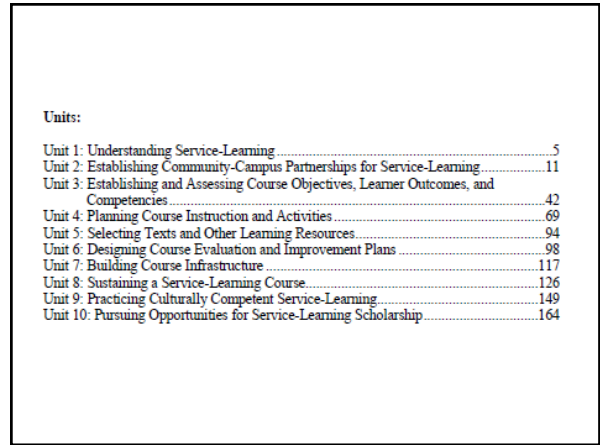 Units:
Unit 1: Understanding Service-Learning.....5
Unit 2: Establishing Community-Campus Partnerships for Service-Learning.....11
Unit 3: Establishing and Assessing Course Objectives, Learner Outcomes, and
Competencies.....42
Unit 4: Planning Course Instruction and Activities.....69
Unit 5: Selecting Texts and Other Learning Resources.....94
Unit 6: Designing Course Evaluation and Improvement Plans.....98
Unit 7: Building Course Infrastructure.....117
Unit 8: Sustaining a Service-Learning Course.....126
Unit 9: Practicing Culturally Competent Service-Learning.....149
Unit 10: Pursuing Opportunities for Service-Learning Scholarship.....164